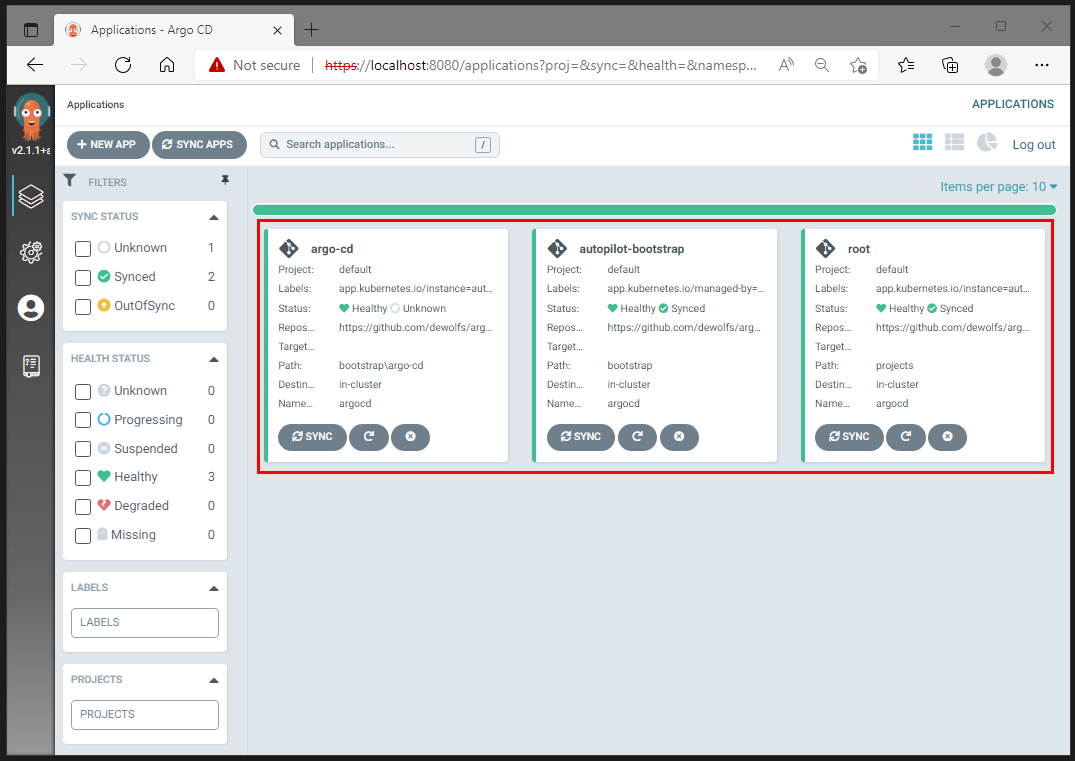 Applications - Argo CD
Not secure
https://localhost:8080/applications?proj=&sync=&health=&namesp...
v2.1.1+a
Applications
APPLICATIONS
NEW APP
SYNC APPS
Search applications...
/
Log out
FILTERS
Items per page: 10
SYNC STATUS
Unknown 1
Synced 2
OutOfSync 0
HEALTH STATUS
Unknown 0
Progressing 0
Suspended 0
Healthy 3
Degraded 0
Missing 0
LABELS
LABELS
PROJECTS
PROJECTS
argo-cd
Project: default
Labels: app.kubernetes.io/instance=aut...
Status: Healthy Unknown
Repos... https://github.com/dewolfs/arg...
Target...
Path: bootstrap\argo-cd
Destin... in-cluster
Name... argocd
SYNC
autopilot-bootstrap
Project: default
Labels: app.kubernetes.io/managed-by=...
Status: Healthy Synced
Repos... https://github.com/dewolfs/arg...
Target...
Path: bootstrap
Destin... in-cluster
Name... argocd
SYNC
root
Project: default
Labels: app.kubernetes.io/instance=aut...
Status: Healthy Synced
Repos... https://github.com/dewolfs/arg...
Target...
Path: projects
Destin... in-cluster
Name... argocd
SYNC